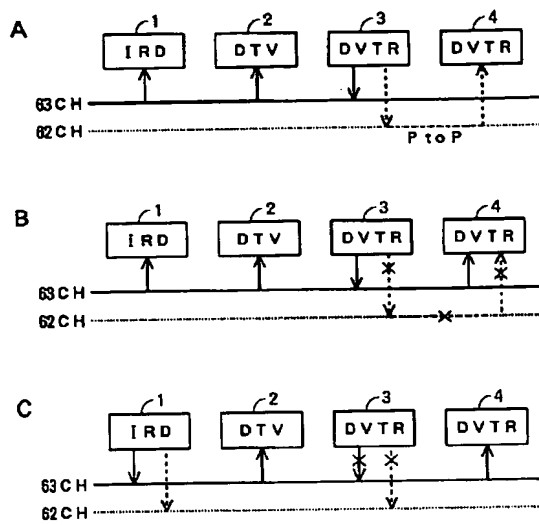 A
1 2 3 4
IRD DTV DVTR DVTR
63CH
62CH
P to P
B
1 2 3 4
IRD DTV DVTR DVTR
63CH
62CH
C
1 2 3 4
IRD DTV DVTR DVTR
63CH
62CH